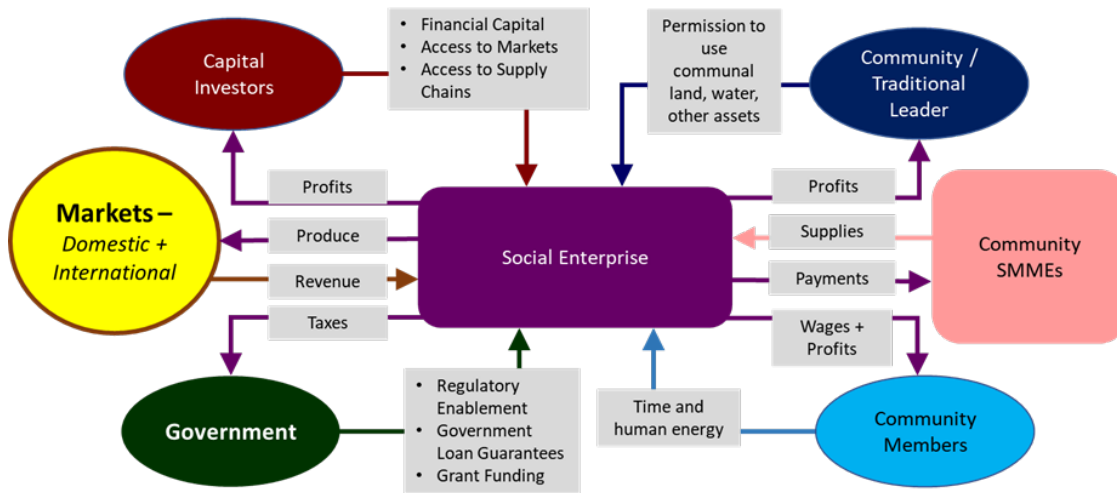 • Financial Capital
• Access to Markets
• Access to Supply
Chains
Permission to
use
communal
land, water,
other assets
Capital
Investors
Community /
Traditional
Leader
Profits
Profits
Markets –
Domestic +
International
Produce
Revenue
Taxes
Social Enterprise
Supplies
Payments
Wages +
Profits
Community
SMMEs
Government
• Regulatory
Enablement
• Government
Loan Guarantees
• Grant Funding
Time and
human energy
Community
Members